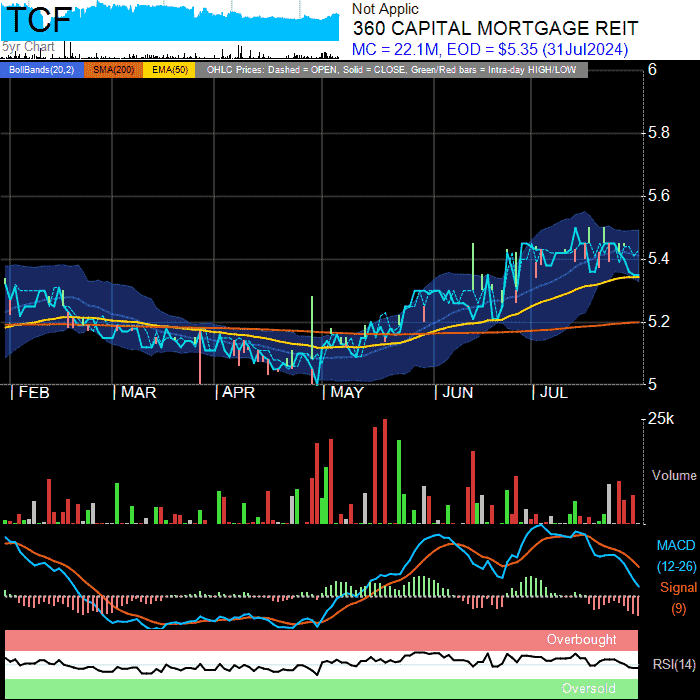 TCF
5yr Chart
Not Applic
360 CAPITAL MORTGAGE REIT
MC = 22.1M, EOD = $5.35 (31Jul2024)
BollBands(20,2) SMA(200) EMA(50) OHLC Prices: Dashed = OPEN, Solid = CLOSE, Green/Red bars = Intra-day HIGH/LOW
6
5.8
5.6
5.4
5.2
5
FEB MAR APR MAY JUN JUL
25k
Volume
MACD
(12-26)
Signal
(9)
Overbought
RSI(14)
Oversold